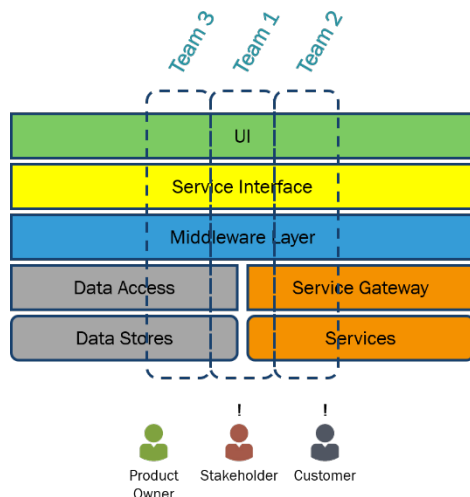 Team 3
Team 1
Team 2
UI
Service Interface
Middleware Layer
Data Access
Service Gateway
Data Stores
Services
!
!
Product
Owner
Stakeholder
Customer